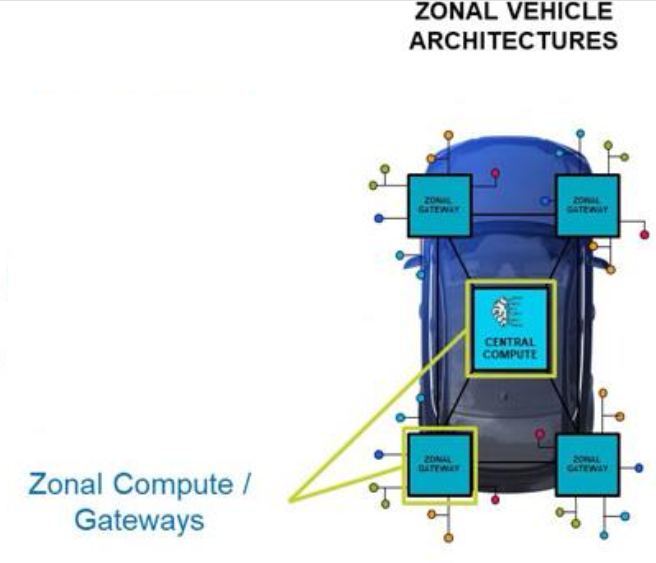 ZONAL VEHICLE
ARCHITECTURES
ZONAL
GATEWAY
ZONAL
GATEWAY
CENTRAL
COMPUTE
ZONAL
GATEWAY
ZONAL
GATEWAY
Zonal Compute /
Gateways